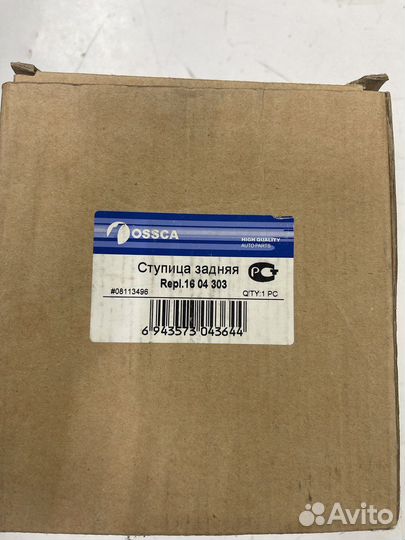 OSSCA
HIGH QUALITY
AUTO PARTS
Ступица задняя
Repl.16 04 303
#08113496
Q'TY:1 PC
6 943573 043644
Avito